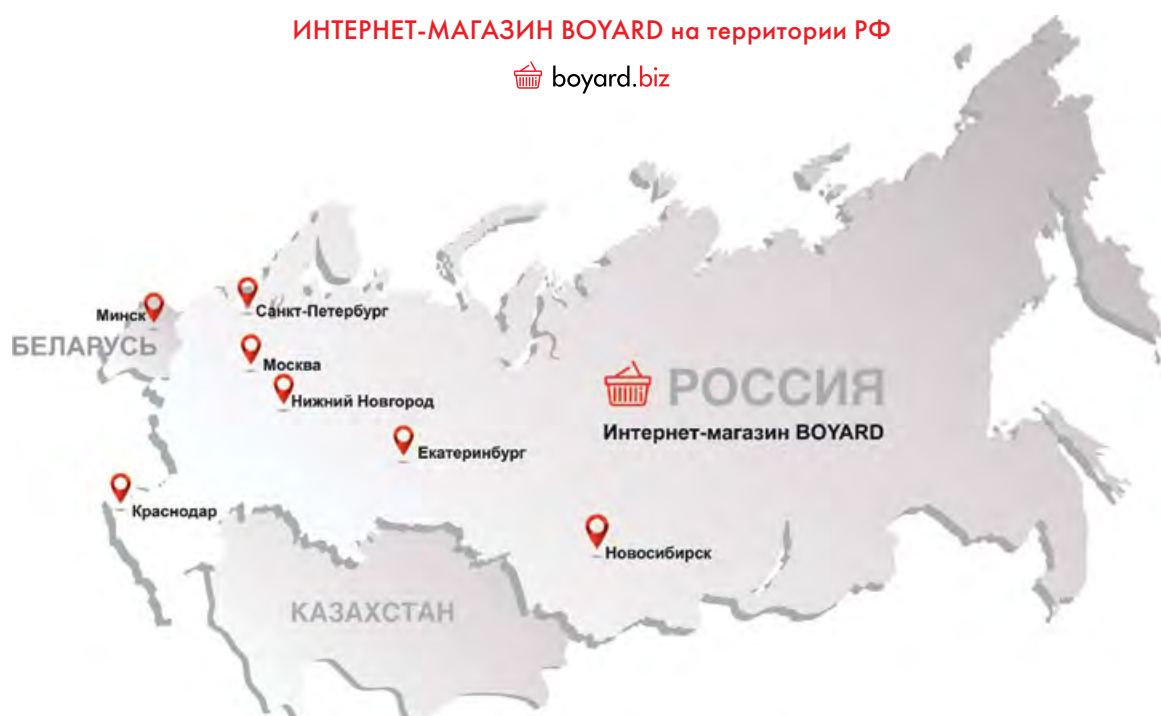 ИНТЕРНЕТ-МАГАЗИН BOYARD на территории РФ
boyard.biz
Санкт-Петербург
Минск
БЕЛАРУСЬ
Москва
РОССИЯ
Нижний Новгород
Интернет-магазин BOYARD
Екатеринбург
Краснодар
Новосибирск
КАЗАХСТАН